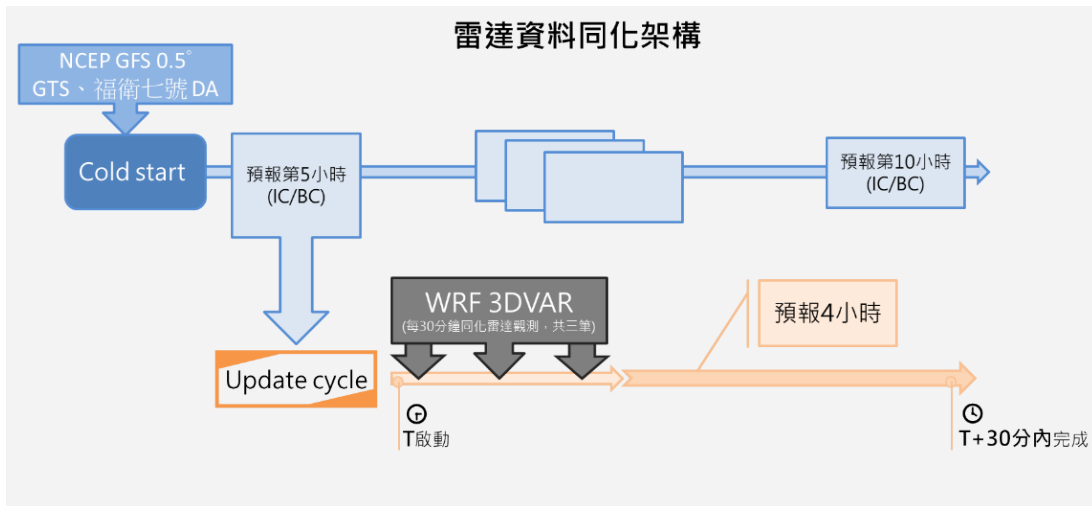 雷達資料同化架構
NCEP GFS 0.5°
GTS、福衛七號 DA
Cold start
預報第5小時
(IC/BC)
預報第10小時
(IC/BC)
WRF 3DVAR
(每30分鐘同化雷達觀測，共三筆)
預報4小時
Update cycle
T啟動
T+30分內完成